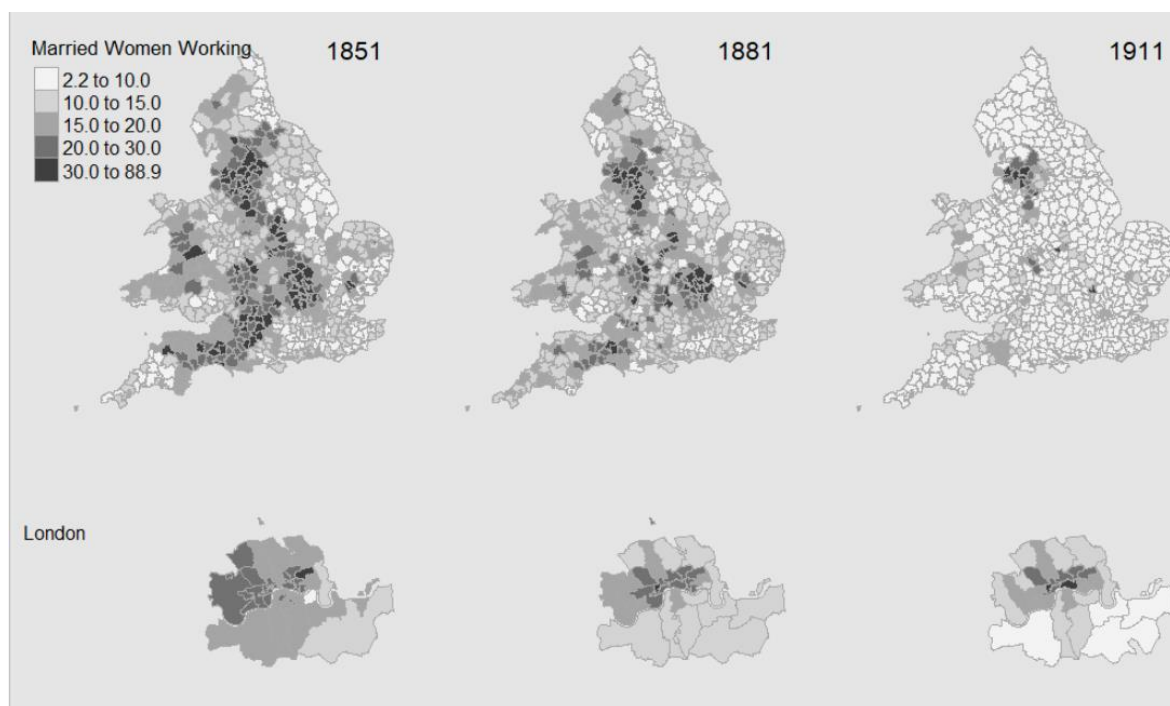 Married Women Working
1851
1881
1911
2.2 to 10.0
10.0 to 15.0
15.0 to 20.0
20.0 to 30.0
30.0 to 88.9
London